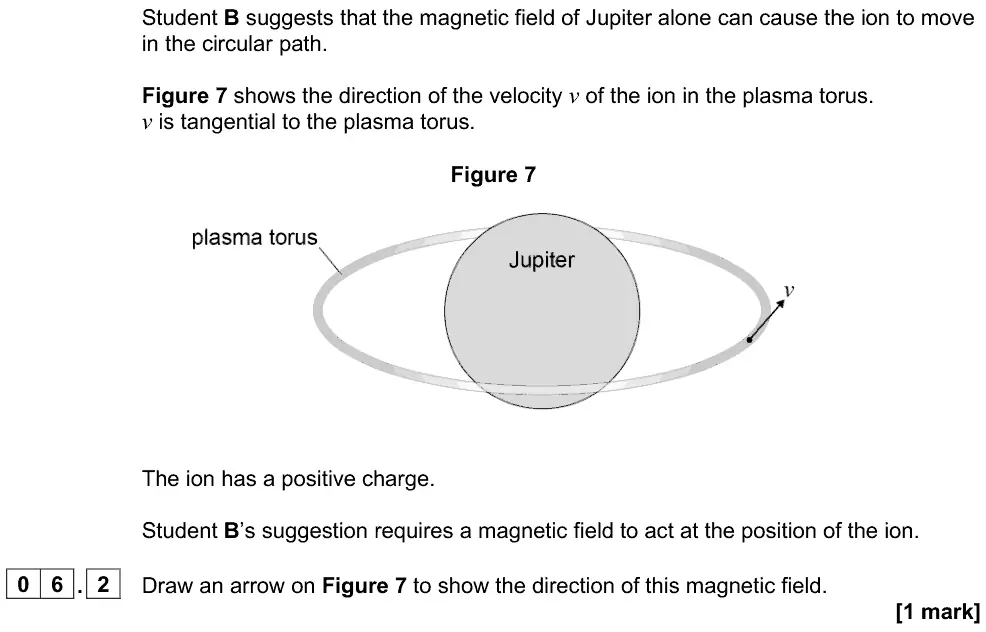 Student B suggests that the magnetic field of Jupiter alone can cause the ion to move
in the circular path.
Figure 7 shows the direction of the velocity v of the ion in the plasma torus.
v is tangential to the plasma torus.
Figure 7
plasma torus
Jupiter
v
The ion has a positive charge.
Student B’s suggestion requires a magnetic field to act at the position of the ion.
0 6 . 2 Draw an arrow on Figure 7 to show the direction of this magnetic field.
[1 mark]